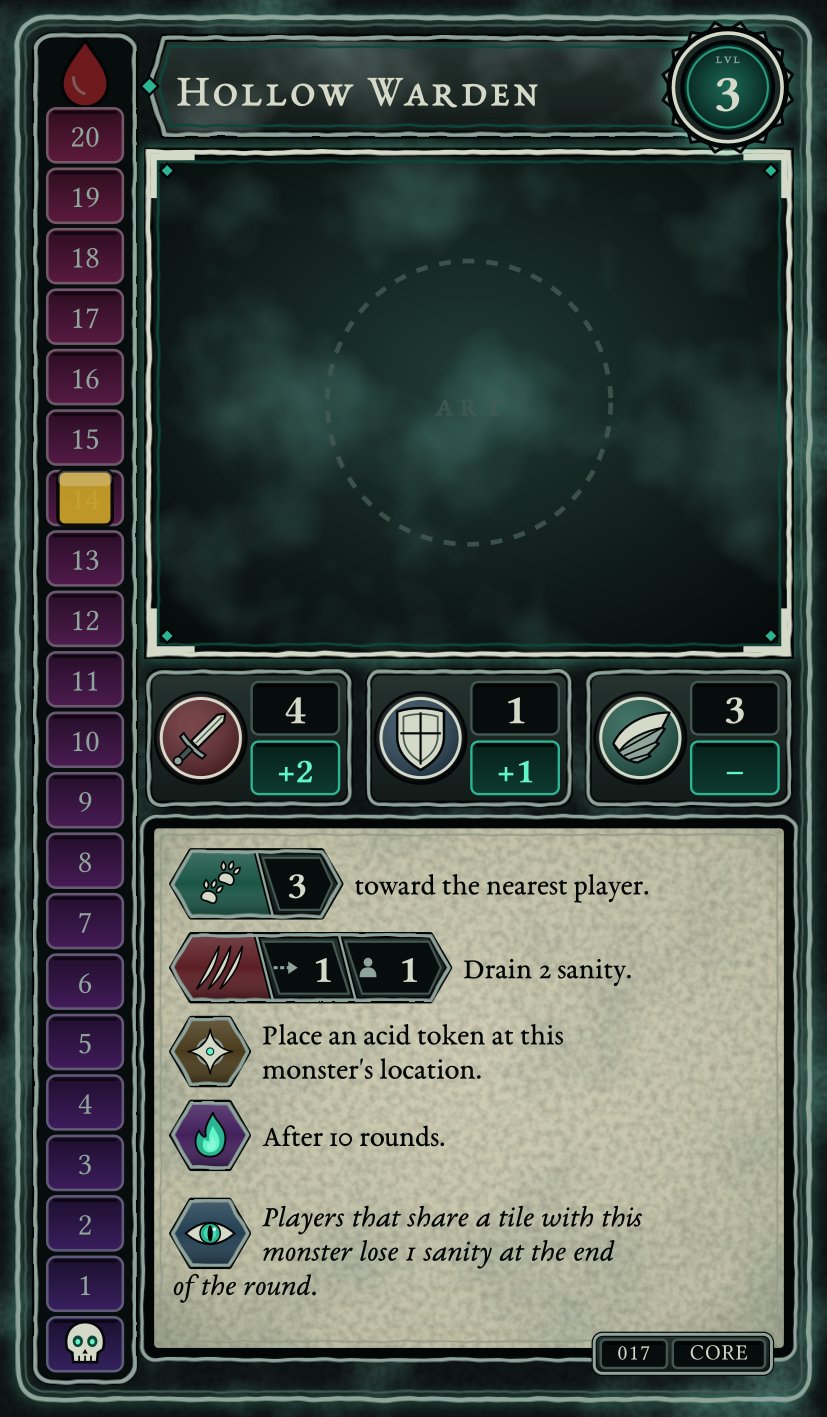 HOLLOW WARDEN
LVL
3
20
19
18
17
16
15
14
13
12
11
10
9
8
7
6
5
4
3
2
1
ART
4
+2
1
+1
3
–
3 toward the nearest player.
1 1 Drain 2 sanity.
Place an acid token at this
monster's location.
After 10 rounds.
Players that share a tile with this
monster lose 1 sanity at the end
of the round.
017 CORE